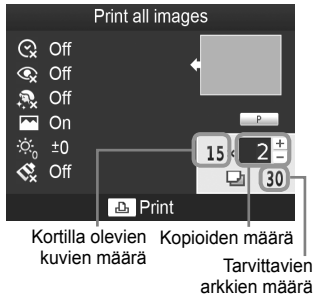 Print all images
Off
Off
Off
On
±0
Off
P
15
2
+
-
30
Print
Kortilla olevien
kuvien määrä
Kopioiden määrä
Tarvittavien
arkkien määrä